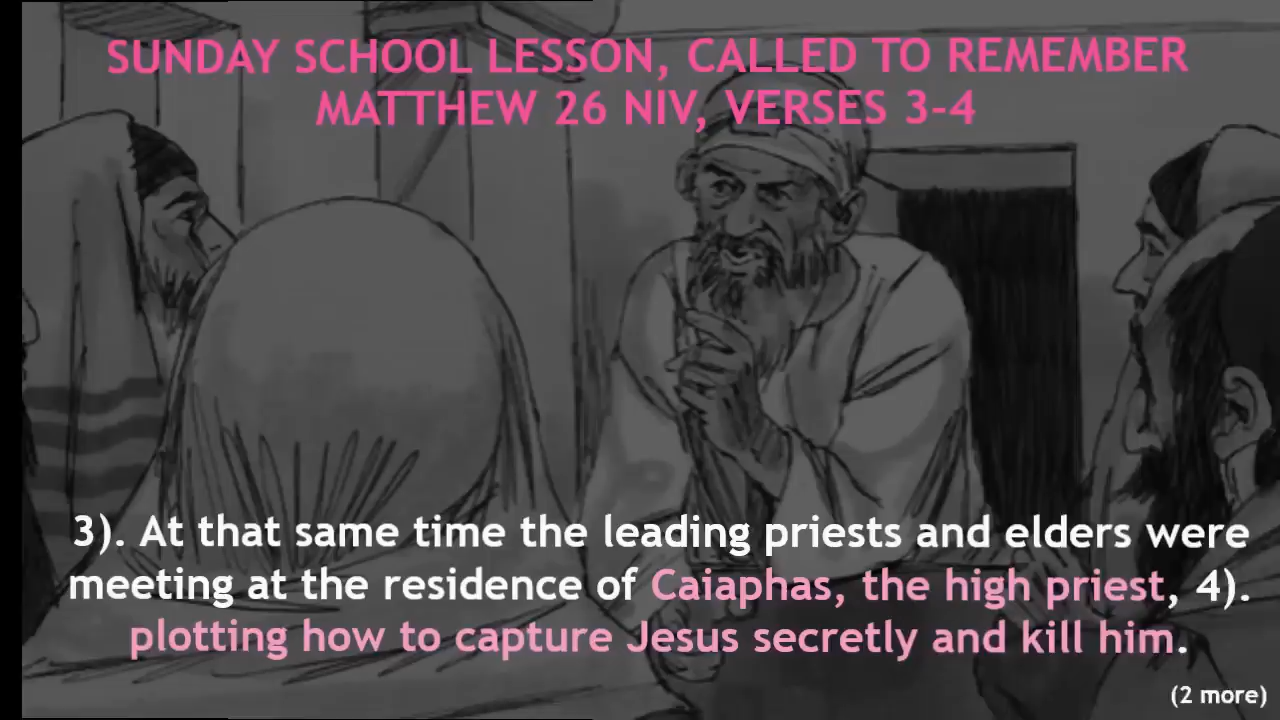 SUNDAY SCHOOL LESSON, CALLED TO REMEMBER
MATTHEW 26 NIV, VERSES 3-4
3). At that same time the leading priests and elders were
meeting at the residence of Caiaphas, the high priest, 4).
plotting how to capture Jesus secretly and kill him.
(2 more)